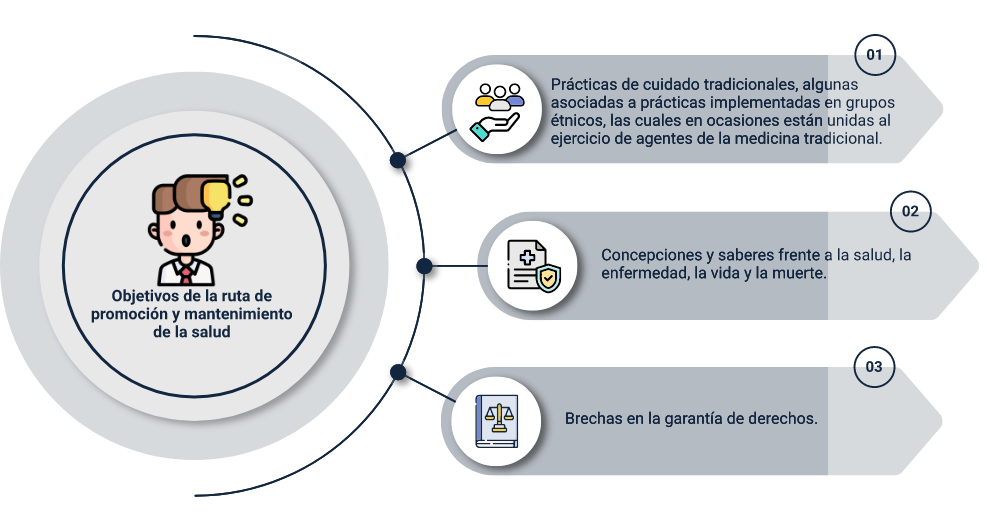 Objetivos de la ruta de
promoción y mantenimiento
de la salud
01
Prácticas de cuidado tradicionales, algunas
asociadas a prácticas implementadas en grupos
étnicos, las cuales en ocasiones están unidas al
ejercicio de agentes de la medicina tradicional.
02
Concepciones y saberes frente a la salud, la
enfermedad, la vida y la muerte.
03
Brechas en la garantía de derechos.